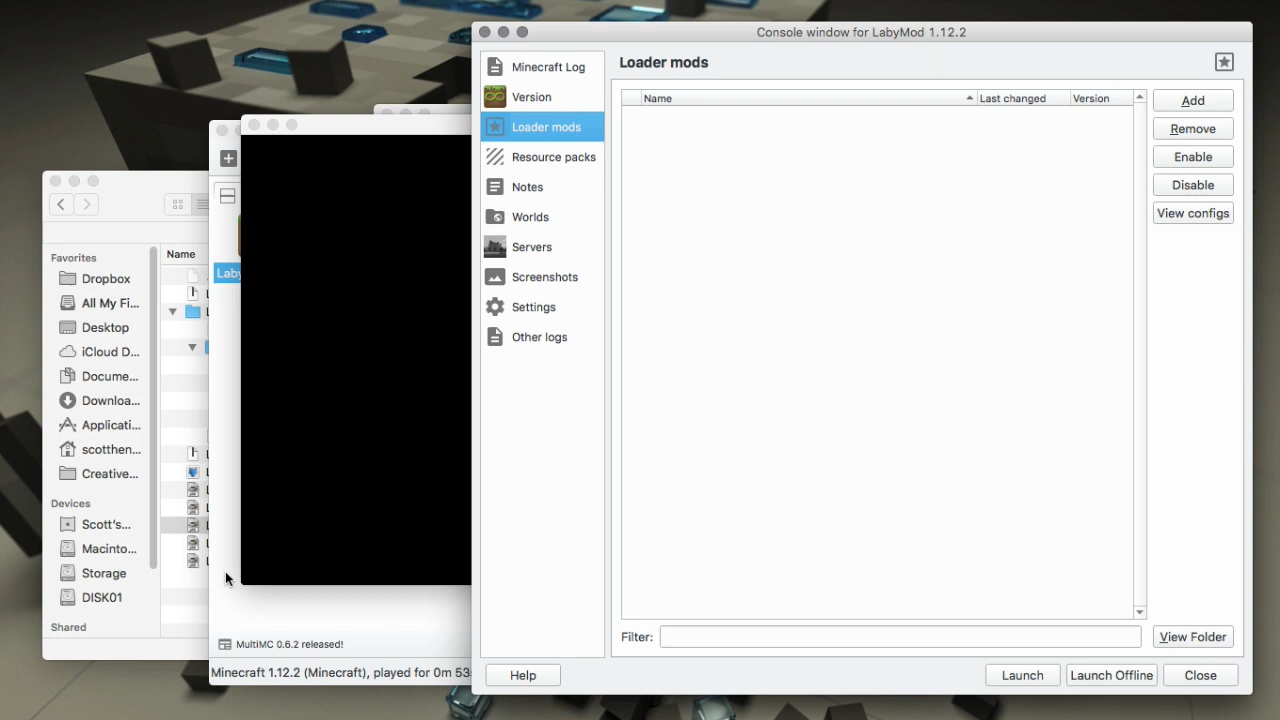 Console window for LabyMod 1.12.2
Minecraft Log
Version
Loader mods
Resource packs
Notes
Worlds
Servers
Screenshots
Settings
Other logs
Loader mods
Name
Last changed
Version
Add
Remove
Enable
Disable
View configs
Filter:
View Folder
Help
Launch
Launch Offline
Close
Laby
MultiMC 0.6.2 released!
Minecraft 1.12.2 (Minecraft), played for 0m 53
Favorites
Dropbox
All My Fi...
Desktop
iCloud D...
Docume...
Downloa...
Applicati...
scotthen...
Creative...
Devices
Scott's...
Macinto...
Storage
DISK01
Shared
Name